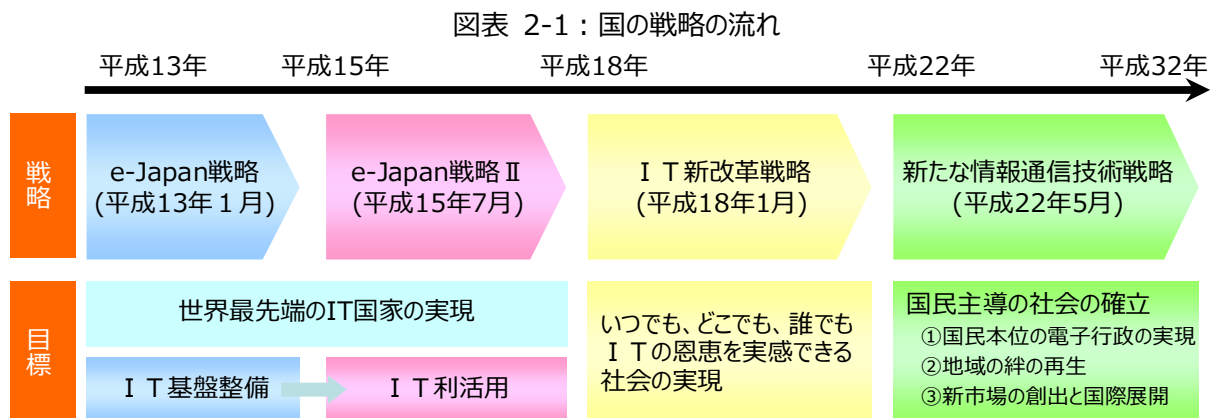 図表 2-1：国の戦略の流れ
平成13年 平成15年 平成18年 平成22年 平成32年
戦略
e-Japan戦略
(平成13年１月)
e-Japan戦略Ⅱ
(平成15年7月)
ＩＴ新改革戦略
(平成18年1月)
新たな情報通信技術戦略
(平成22年5月)
目標
世界最先端のIT国家の実現
ＩＴ基盤整備
ＩＴ利活用
いつでも、どこでも、誰でも
ＩＴの恩恵を実感できる
社会の実現
国民主導の社会の確立
①国民本位の電子行政の実現
②地域の絆の再生
③新市場の創出と国際展開